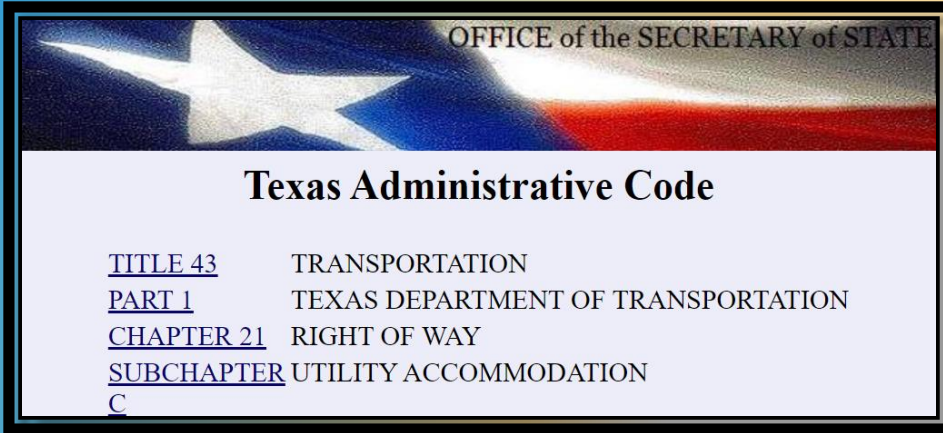 OFFICE of the SECRETARY of STATE
Texas Administrative Code
TITLE 43 TRANSPORTATION
PART 1 TEXAS DEPARTMENT OF TRANSPORTATION
CHAPTER 21 RIGHT OF WAY
SUBCHAPTER UTILITY ACCOMMODATION
C